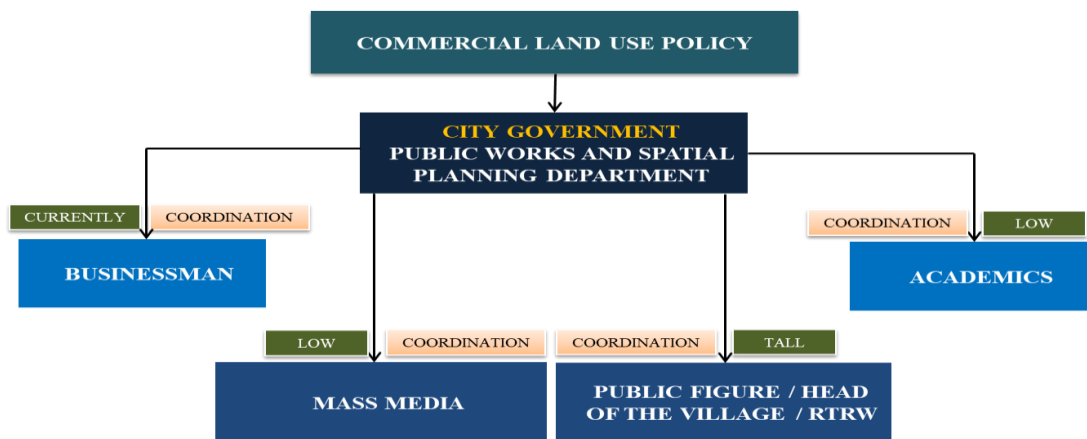 COMMERCIAL LAND USE POLICY
CITY GOVERNMENT
PUBLIC WORKS AND SPATIAL
PLANNING DEPARTMENT
CURRENTLY
COORDINATION
BUSINESSMAN
COORDINATION
LOW
ACADEMICS
LOW
COORDINATION
MASS MEDIA
COORDINATION
TALL
PUBLIC FIGURE / HEAD
OF THE VILLAGE / RTRW